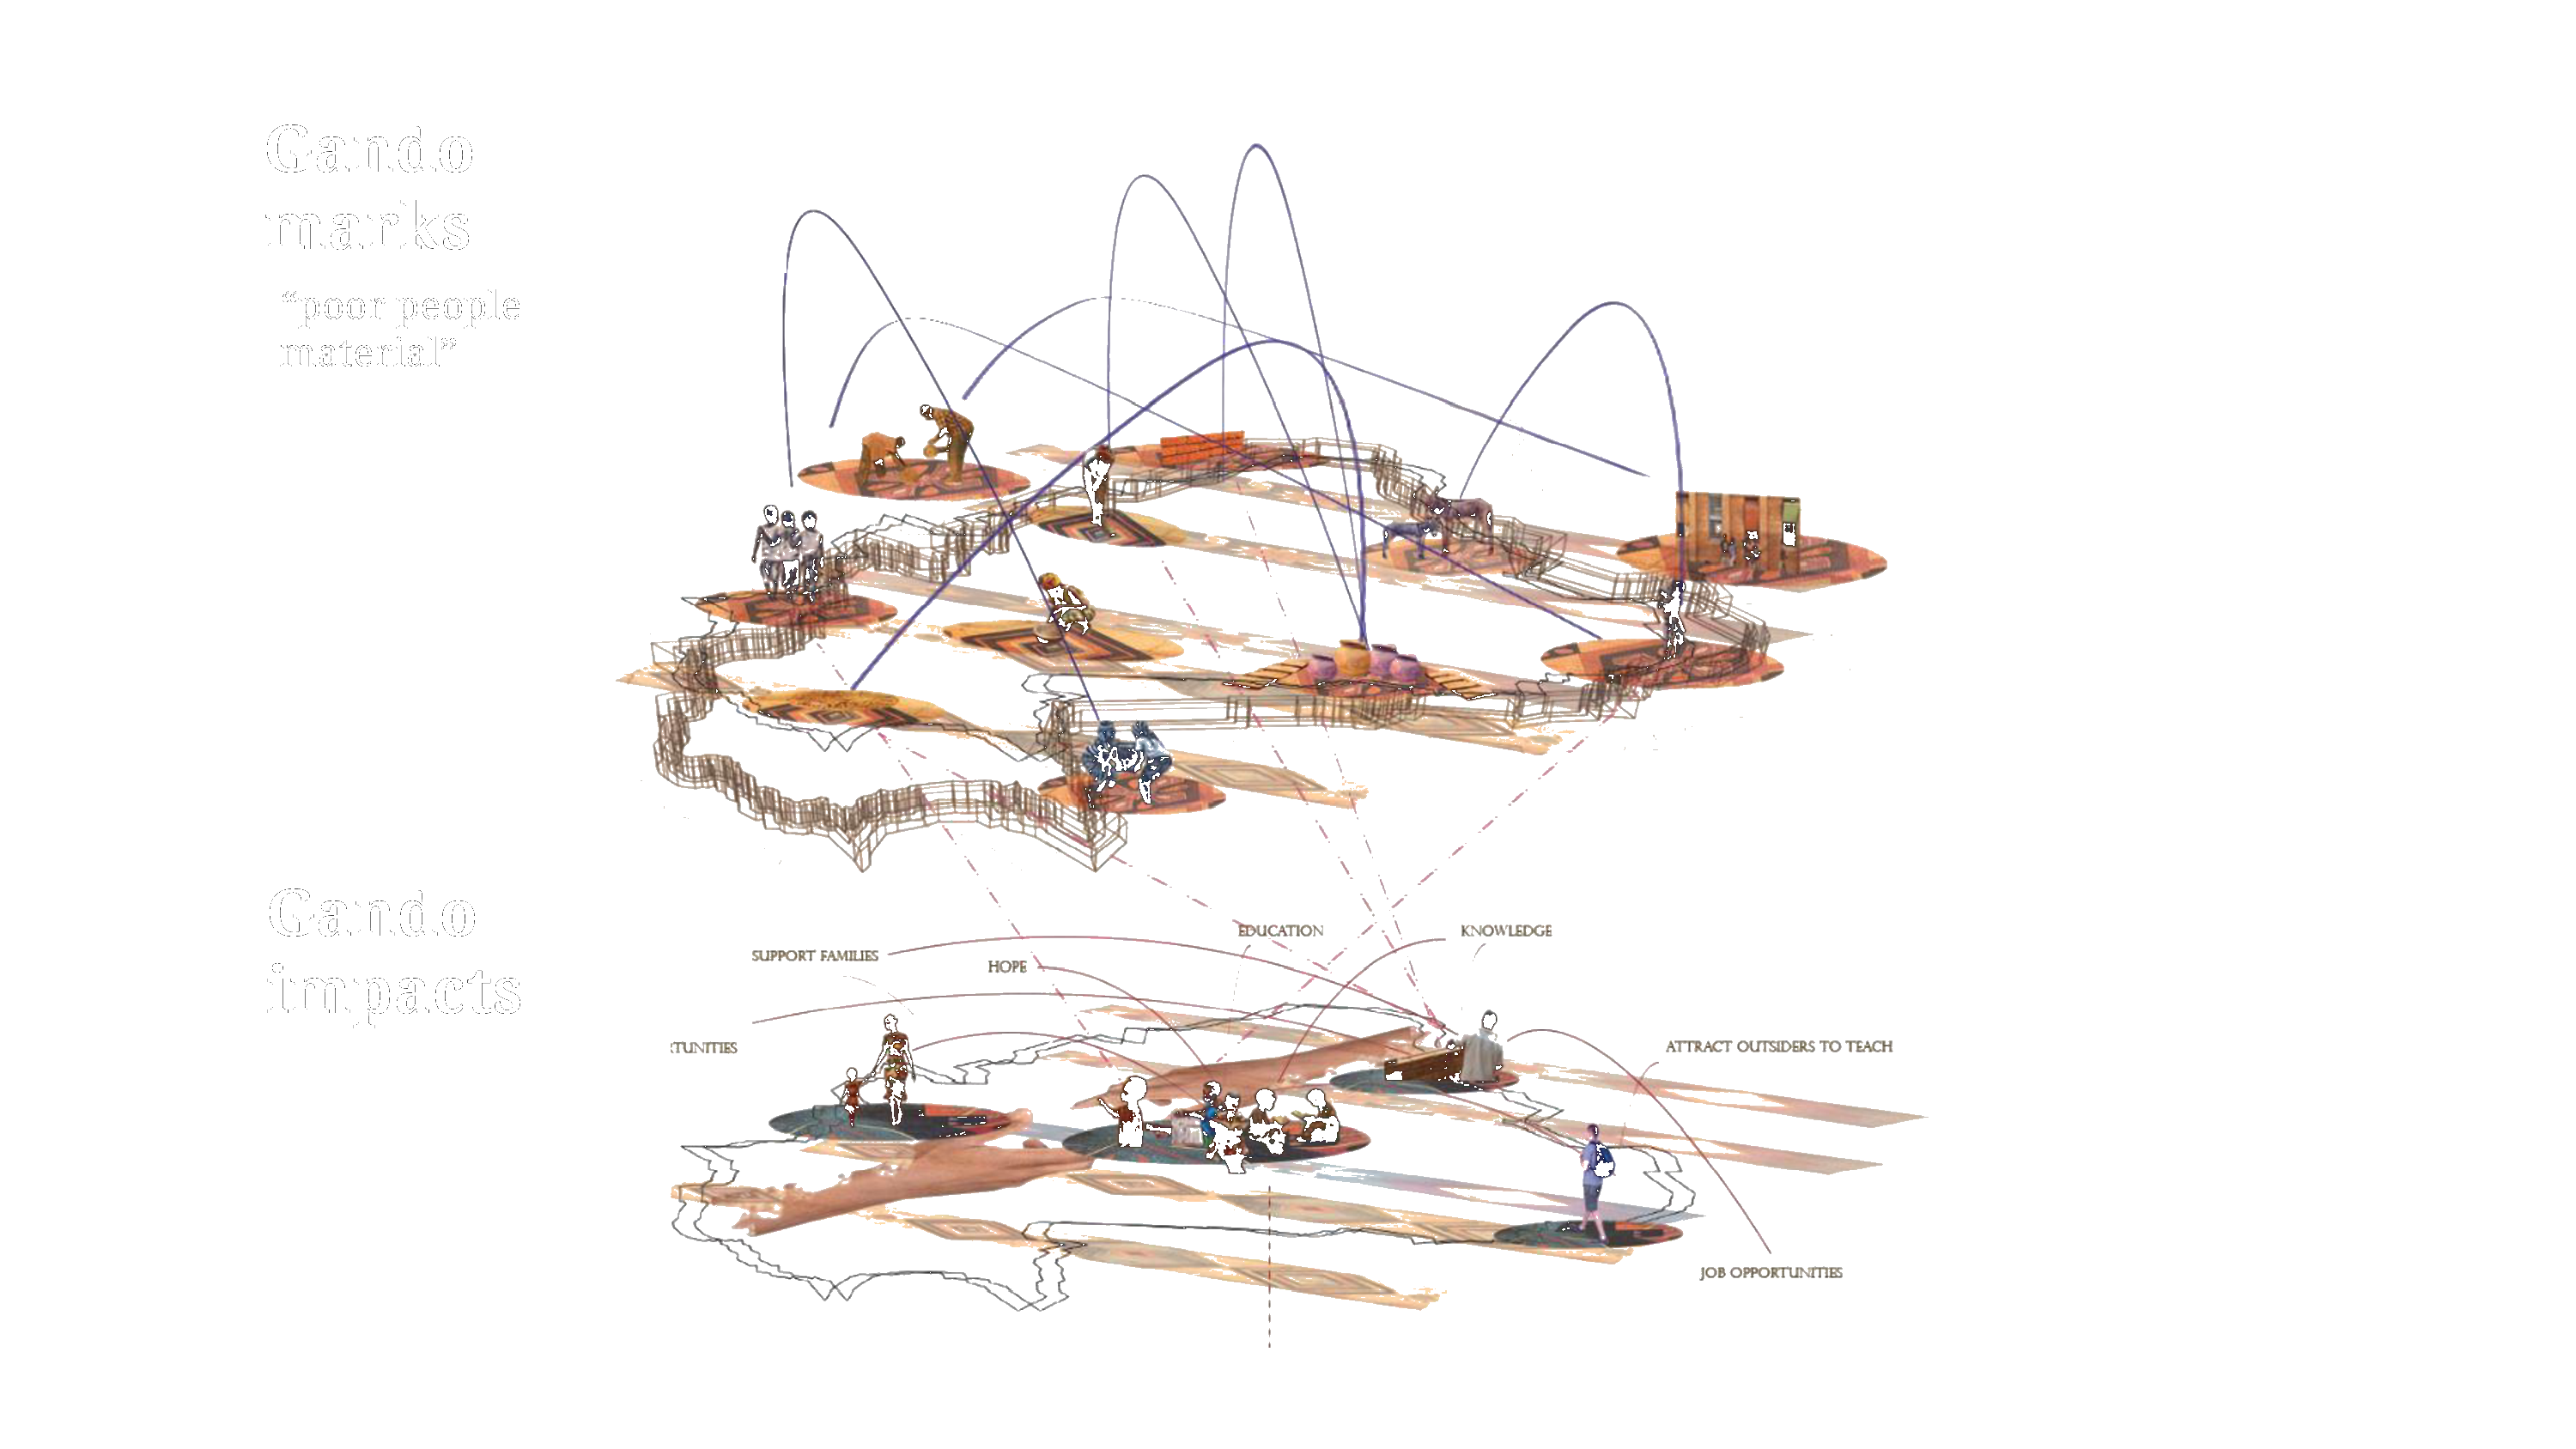 Gando
marks
“poor people
material”
Gando
impacts
EDUCATION
KNOWLEDGE
SUPPORT FAMILIES
HOPE
TUNITIES
ATTRACT OUTSIDERS TO TEACH
JOB OPPORTUNITIES